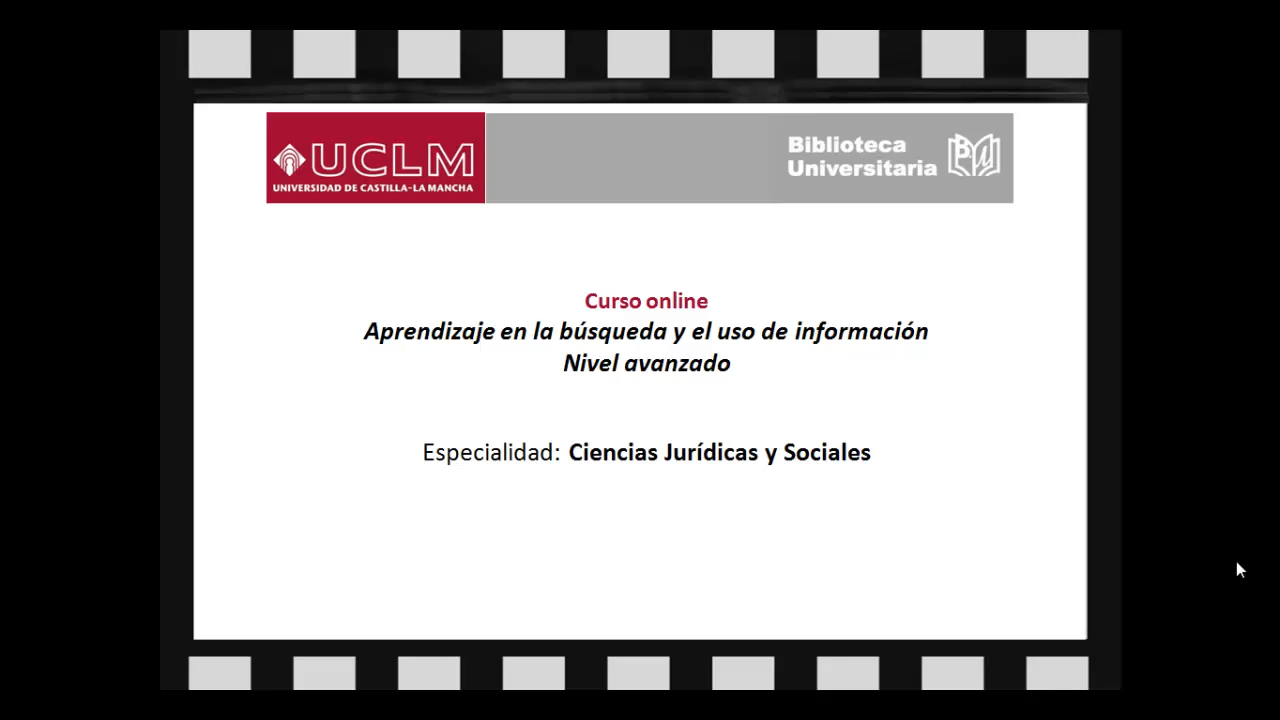 UCLM
UNIVERSIDAD DE CASTILLA-LA MANCHA
Biblioteca
Universitaria
Curso online
Aprendizaje en la búsqueda y el uso de información
Nivel avanzado
Especialidad: Ciencias Jurídicas y Sociales